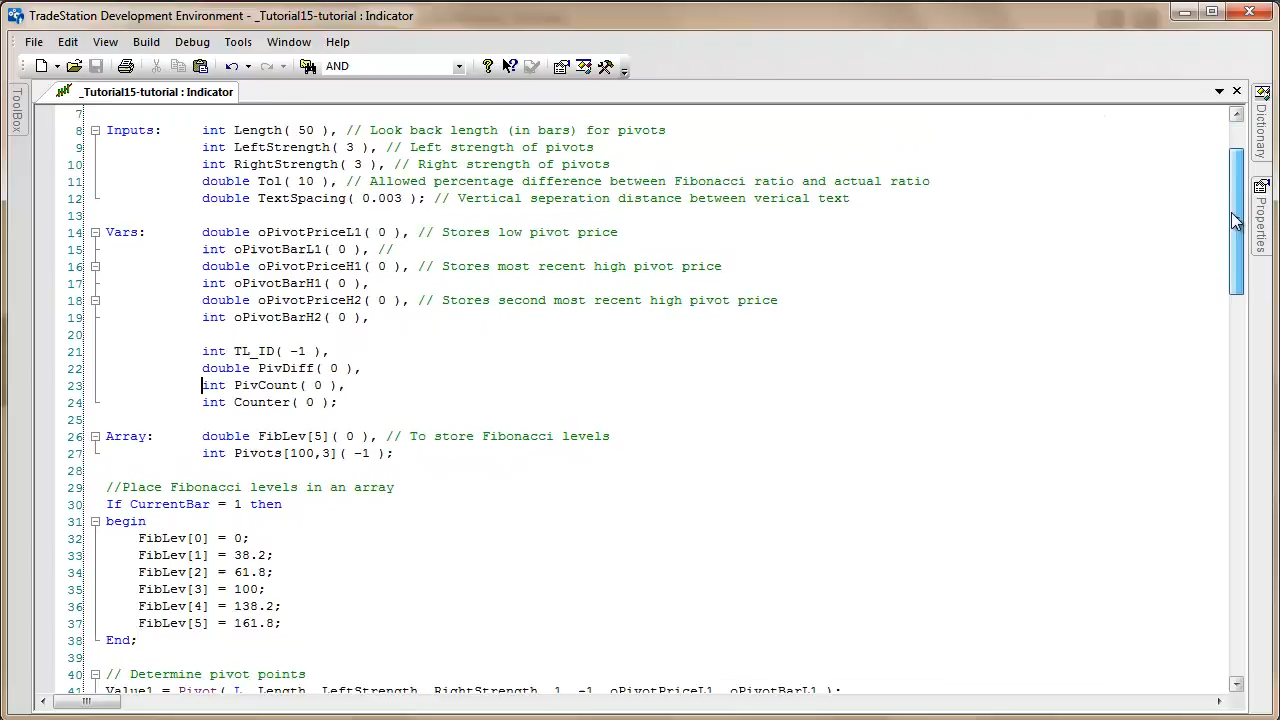 TradeStation Development Environment - _Tutorial15-tutorial : Indicator
File Edit View Build Debug Tools Window Help
AND
_Tutorial15-tutorial : Indicator
ToolBox
Dictionary
Properties
7
8 Inputs: int Length( 50 ), // Look back length (in bars) for pivots
9 int LeftStrength( 3 ), // Left strength of pivots
10 int RightStrength( 3 ), // Right strength of pivots
11 double Tol( 10 ), // Allowed percentage difference between Fibonacci ratio and actual ratio
12 double TextSpacing( 0.003 ); // Vertical seperation distance between verical text
13
14 Vars: double oPivotPriceL1( 0 ), // Stores low pivot price
15 int oPivotBarL1( 0 ), //
16 double oPivotPriceH1( 0 ), // Stores most recent high pivot price
17 int oPivotBarH1( 0 ),
18 double oPivotPriceH2( 0 ), // Stores second most recent high pivot price
19 int oPivotBarH2( 0 ),
20
21 int TL_ID( -1 ),
22 double PivDiff( 0 ),
23 int PivCount( 0 ),
24 int Counter( 0 );
25
26 Array: double FibLev[5]( 0 ), // To store Fibonacci levels
27 int Pivots[100,3]( -1 );
28
29 //Place Fibonacci levels in an array
30 If CurrentBar = 1 then
31 begin
32 FibLev[0] = 0;
33 FibLev[1] = 38.2;
34 FibLev[2] = 61.8;
35 FibLev[3] = 100;
36 FibLev[4] = 138.2;
37 FibLev[5] = 161.8;
38 End;
39
40 // Determine pivot points
41 Value1 = Pivot( L, Length, LeftStrength, RightStrength, 1, -1, oPivotPriceL1, oPivotBarL1 );